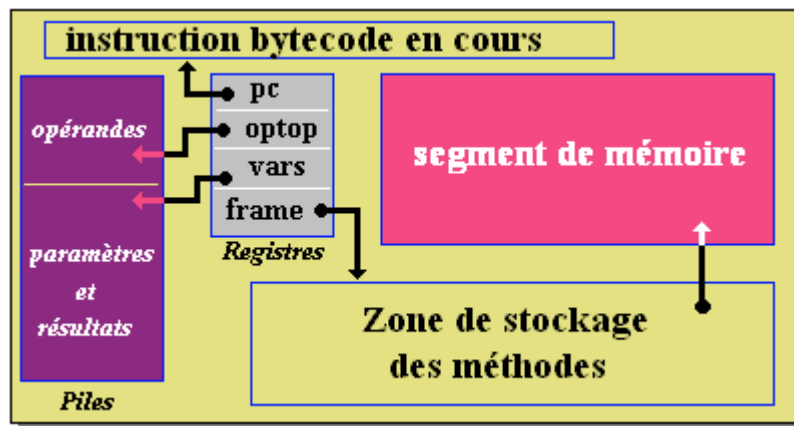 instruction bytecode en cours
opérandes
paramètres
et
résultats
Piles
pc
optop
vars
frame
Registres
segment de mémoire
Zone de stockage
des méthodes